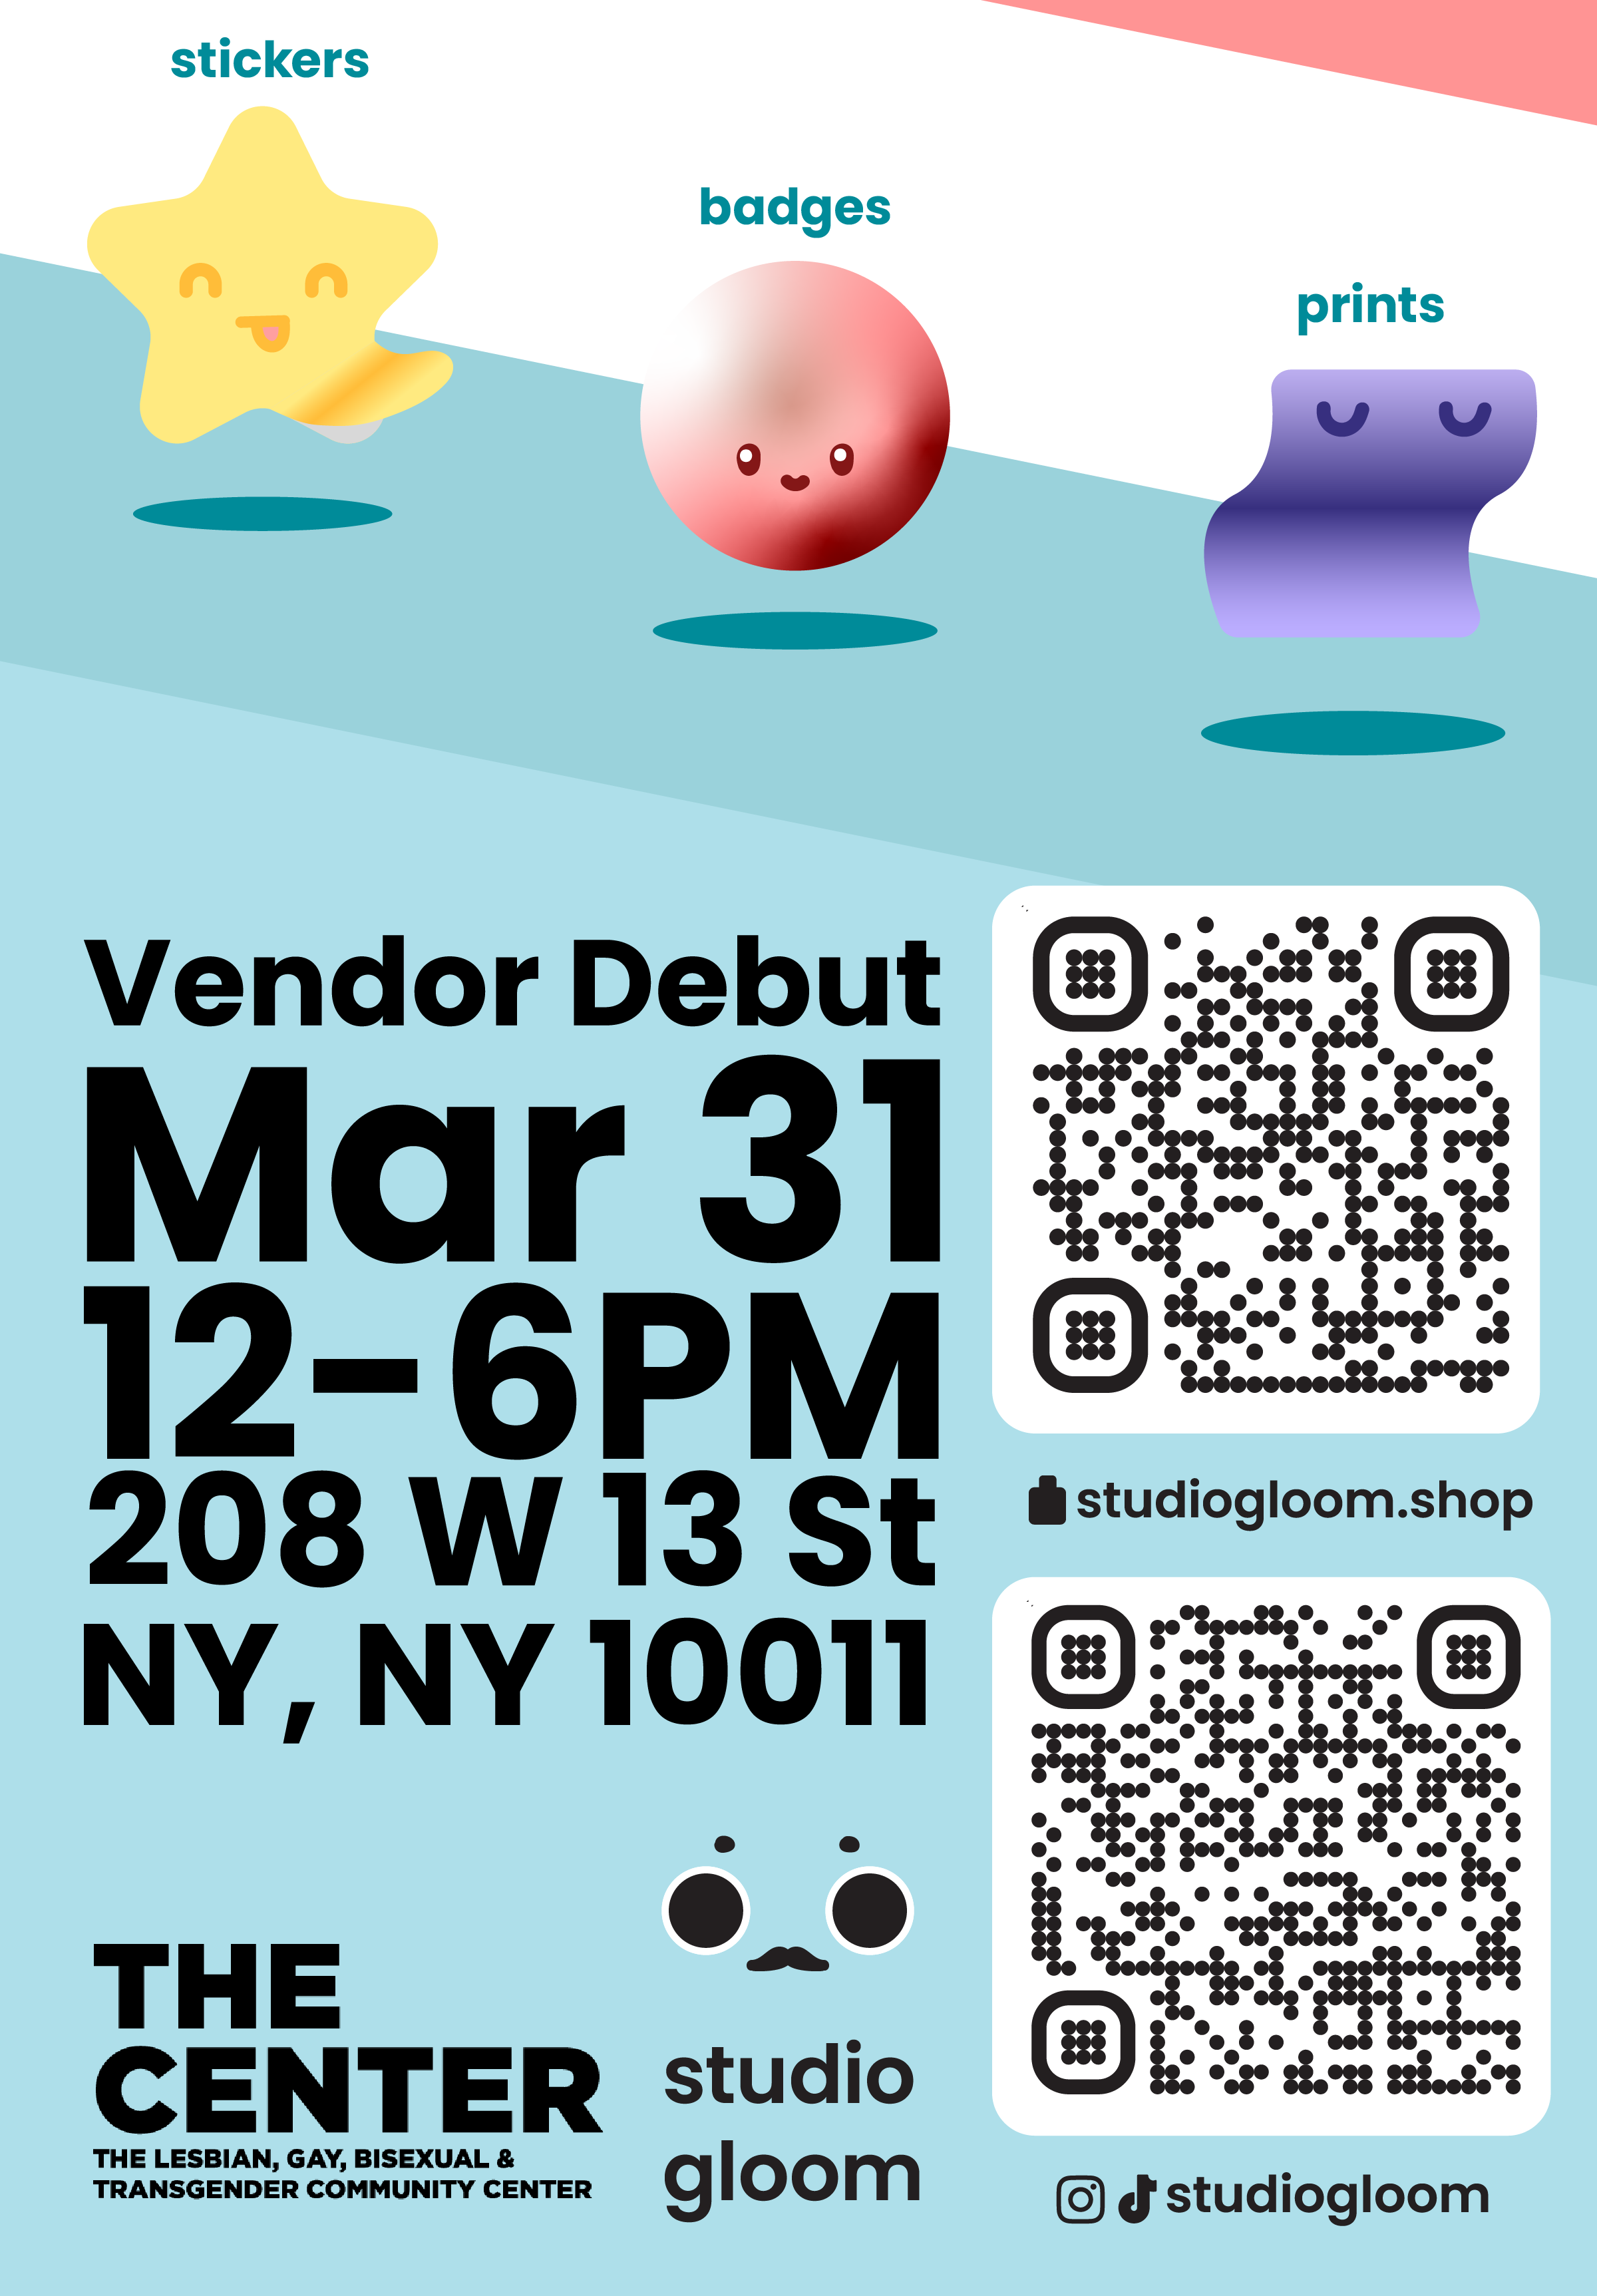 stickers
badges
prints
Vendor Debut
Mar 31
12-6PM
208 W 13 St
NY, NY 10011
studiogloom.shop
THE
CENTER
THE LESBIAN, GAY, BISEXUAL &
TRANSGENDER COMMUNITY CENTER
studio
gloom
studiogloom